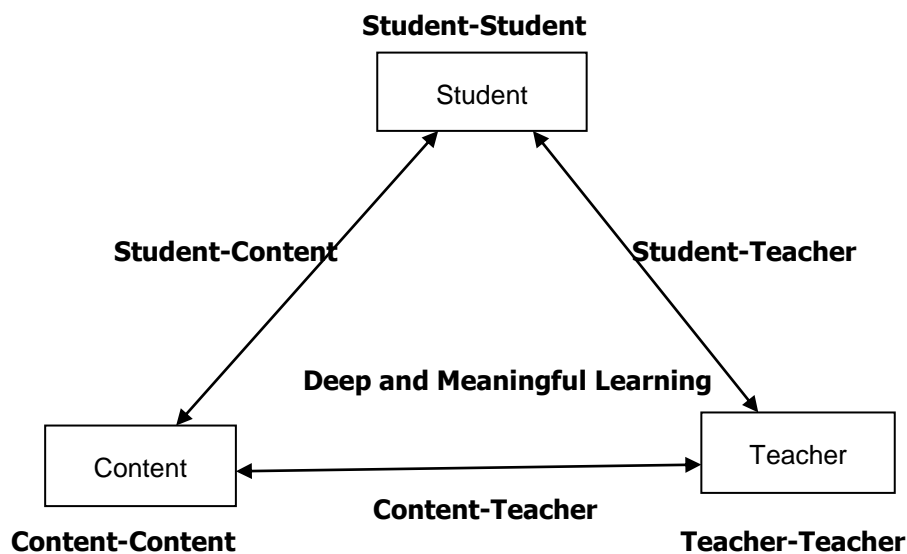 Student-Student
Student
Student-Content
Student-Teacher
Deep and Meaningful Learning
Content
Teacher
Content-Teacher
Content-Content
Teacher-Teacher